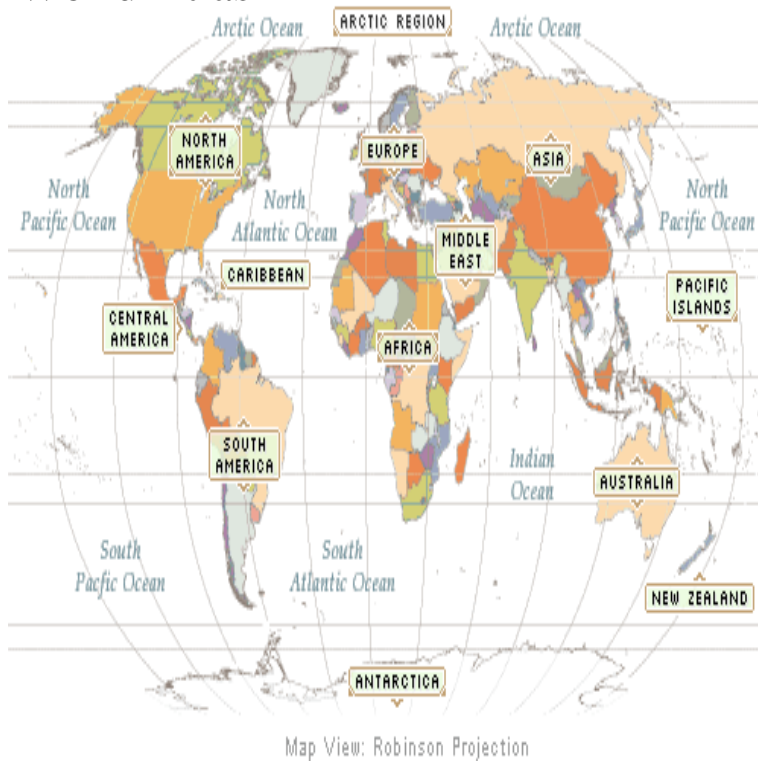 ARCTIC REGION
Arctic Ocean
Arctic Ocean
NORTH
AMERICA
EUROPE
ASIA
North
Pacific Ocean
North
Atlantic Ocean
North
Pacific Ocean
MIDDLE
EAST
CARIBBEAN
PACIFIC
ISLANDS
CENTRAL
AMERICA
AFRICA
SOUTH
AMERICA
Indian
Ocean
AUSTRALIA
South
Pacfic Ocean
South
Atlantic Ocean
NEW ZEALAND
ANTARCTICA
Map View: Robinson Projection